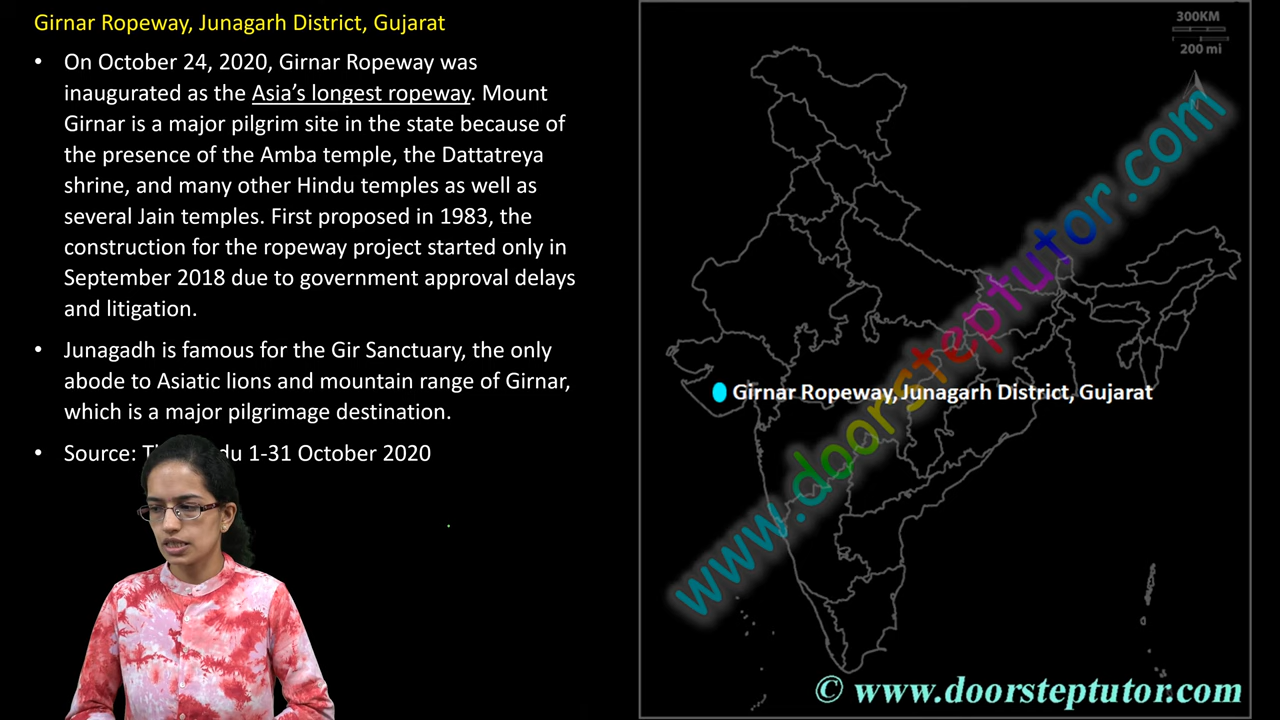 Girnar Ropeway, Junagarh District, Gujarat
• On October 24, 2020, Girnar Ropeway was
inaugurated as the Asia's longest ropeway. Mount
Girnar is a major pilgrim site in the state because of
the presence of the Amba temple, the Dattatreya
shrine, and many other Hindu temples as well as
several Jain temples. First proposed in 1983, the
construction for the ropeway project started only in
September 2018 due to government approval delays
and litigation.
• Junagadh is famous for the Gir Sanctuary, the only
abode to Asiatic lions and mountain range of Girnar,
which is a major pilgrimage destination.
• Source: 1-31 October 2020
300KM
200 mi
www.doorsteptutor.com
Girnar Ropeway, Junagarh District, Gujarat
© www.doorsteptutor.com